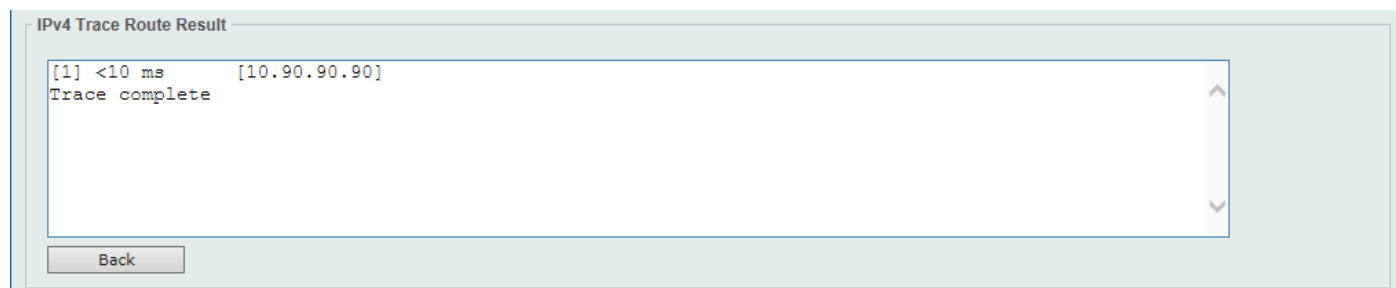 IPv4 Trace Route Result
[1] <10 ms [10.90.90.90]
Trace complete
Back